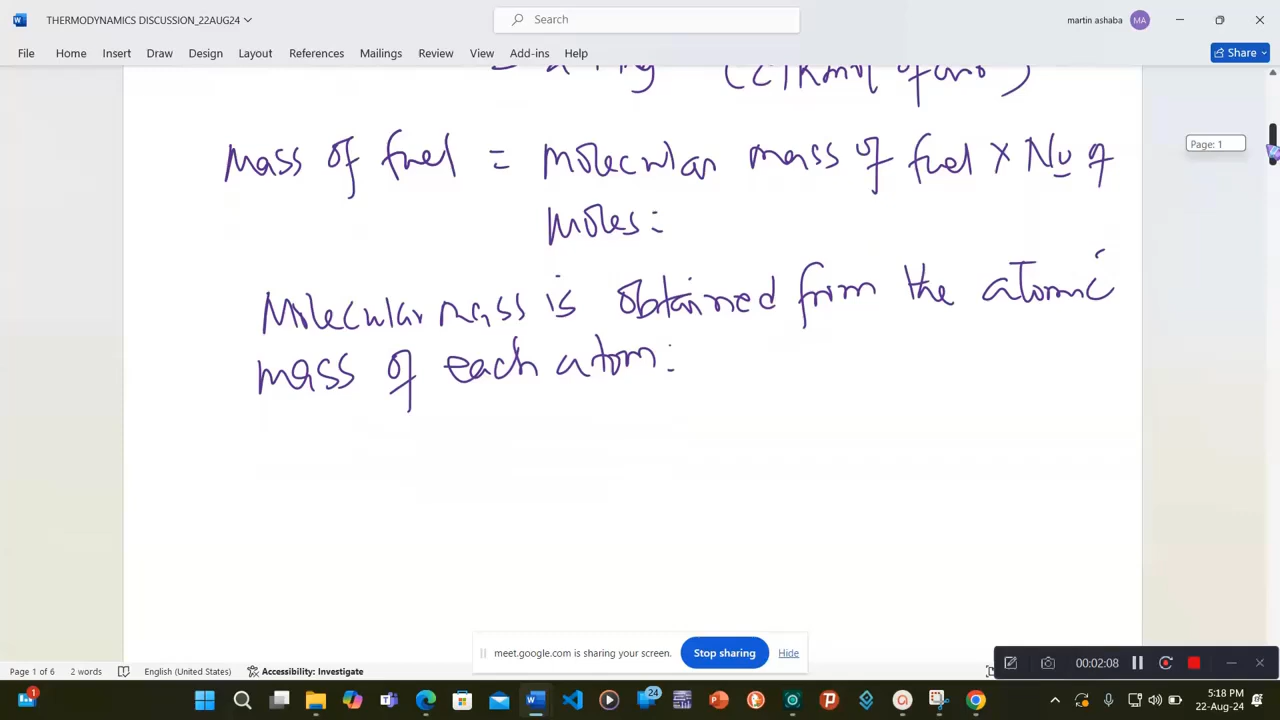 THERMODYNAMICS DISCUSSION_22AUG24
Search
martin ashaba
MA
File Home Insert Draw Design Layout References Mailings Review View Add-ins Help
Share
Mass of fuel = molecular mass of fuel × No of
moles:
Page: 1
Molecular mass is obtained from the atomic
mass of each atom:
meet.google.com is sharing your screen.
Stop sharing
Hide
Page 1 of 6 2 words English (United States) Accessibility: Investigate
00:02:08
1
24
5:18 PM
22-Aug-24